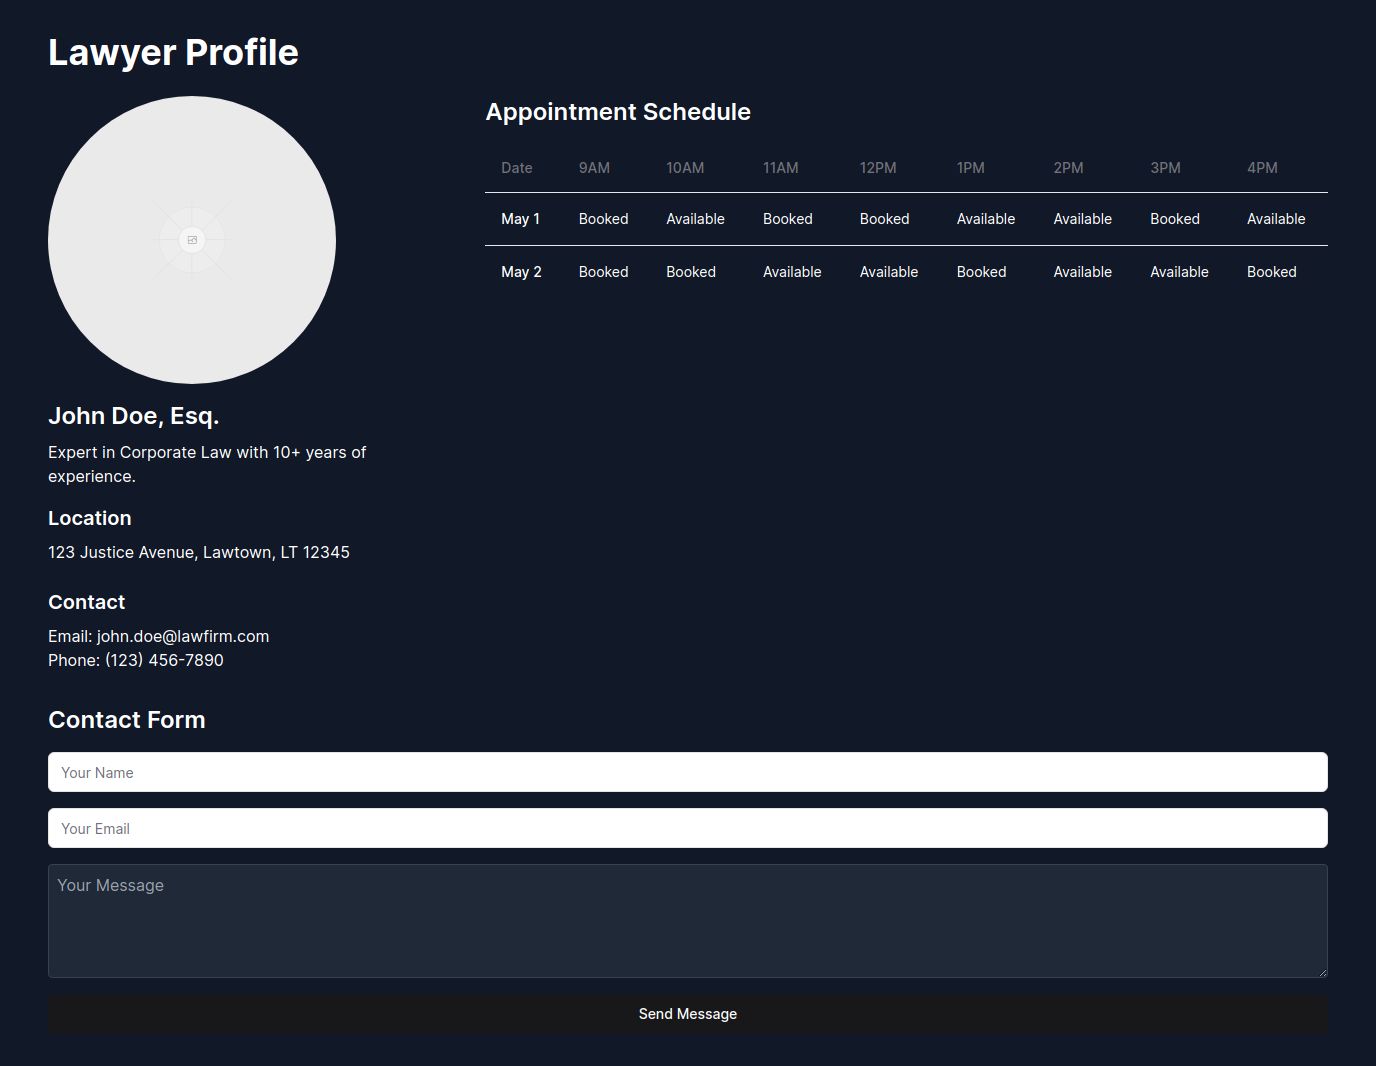 Lawyer Profile
John Doe, Esq.
Expert in Corporate Law with 10+ years of
experience.
Location
123 Justice Avenue, Lawtown, LT 12345
Contact
Email: john.doe@lawfirm.com
Phone: (123) 456-7890
Appointment Schedule
Date 9AM 10AM 11AM 12PM 1PM 2PM 3PM 4PM
May 1 Booked Available Booked Booked Available Available Booked Available
May 2 Booked Booked Available Available Booked Available Available Booked
Contact Form
Your Name
Your Email
Your Message
Send Message